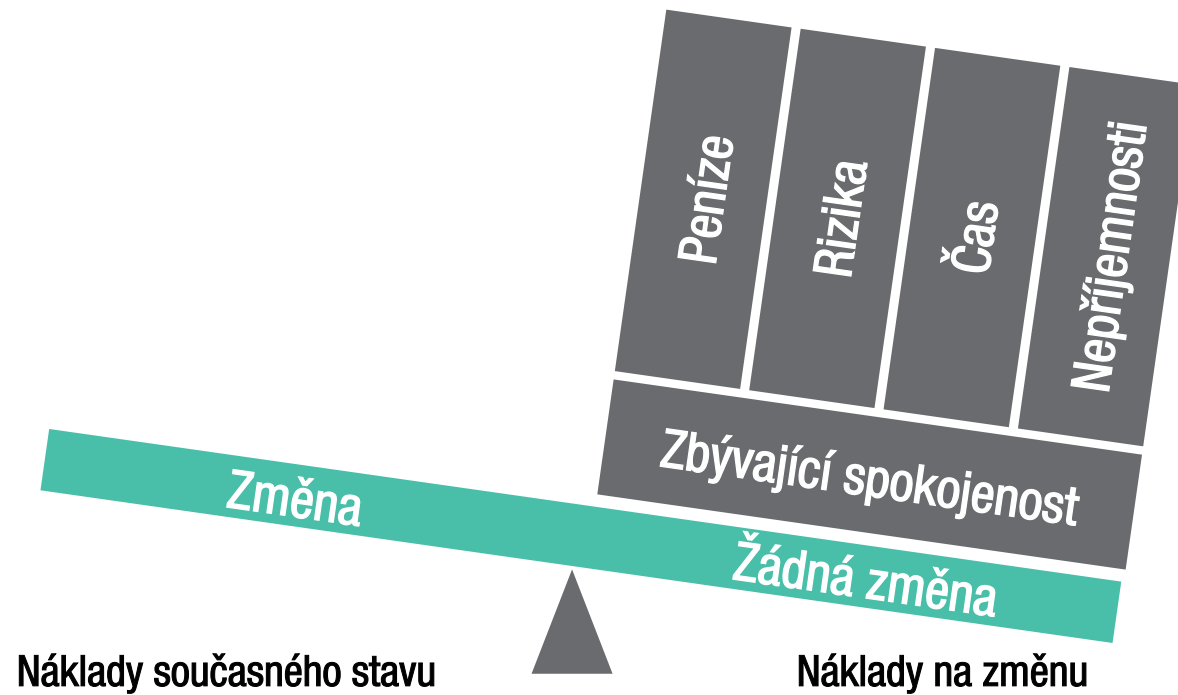 Peníze
Rizika
Čas
Nepříjemnosti
Zbývající spokojenost
Změna
Žádná změna
Náklady současného stavu
Náklady na změnu